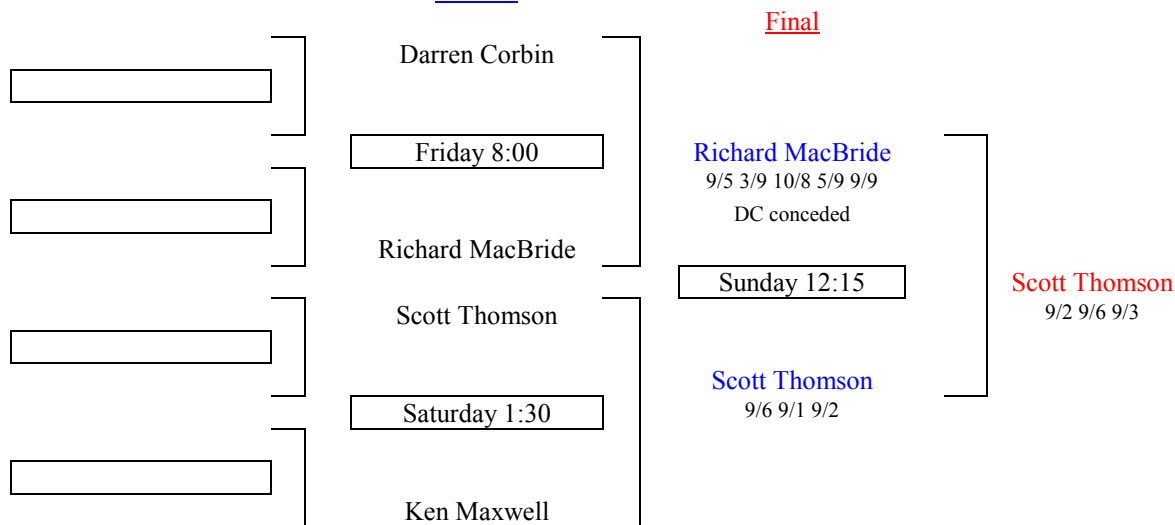 Final
Darren Corbin
Friday 8:00
Richard MacBride
9/5 3/9 10/8 5/9 9/9
DC conceded
Richard MacBride
Sunday 12:15
Scott Thomson
9/2 9/6 9/3
Scott Thomson
Scott Thomson
9/6 9/1 9/2
Saturday 1:30
Ken Maxwell